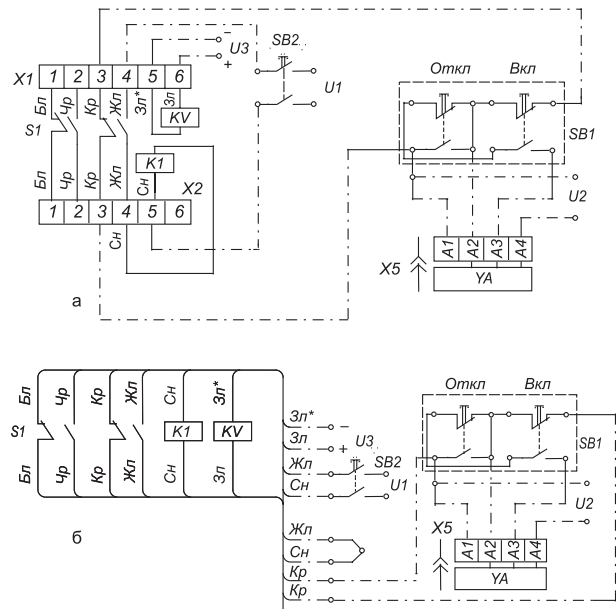 – U3 +
SB2
U1
X1 1 2 3 4 5 6
Бл Чр Кр Жл Зл* Зл
S1
KV
K1
Бл Чр Кр Жл Сн
X2
1 2 3 4 5 6
Сн
а
Откл Вкл
SB1
U2
X5
A1 A2 A3 A4
YA
Бл Чр Кр Жл Сн Зл*
S1
K1 KV
Бл Чр Кр Жл Сн Зл
б
Зл* –
Зл + U3
Жл SB2
Сн U1
Жл
Сн
Кр
Кр
Откл Вкл
SB1
U2
X5
A1 A2 A3 A4
YA